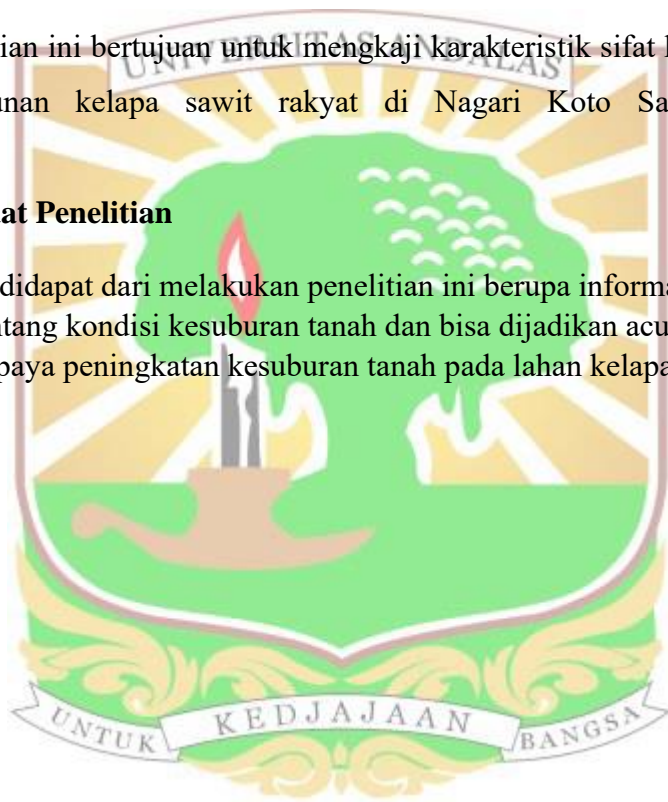 ian ini bertujuan untuk mengkaji karakteristik sifat
UNIVERSITAS ANDALAS
unan kelapa sawit rakyat di Nagari Koto Sa
at Penelitian
didapat dari melakukan penelitian ini berupa informa
ntang kondisi kesuburan tanah dan bisa dijadikan acu
paya peningkatan kesuburan tanah pada lahan kelapa
UNTUK KEDJAJAAN BANGSA